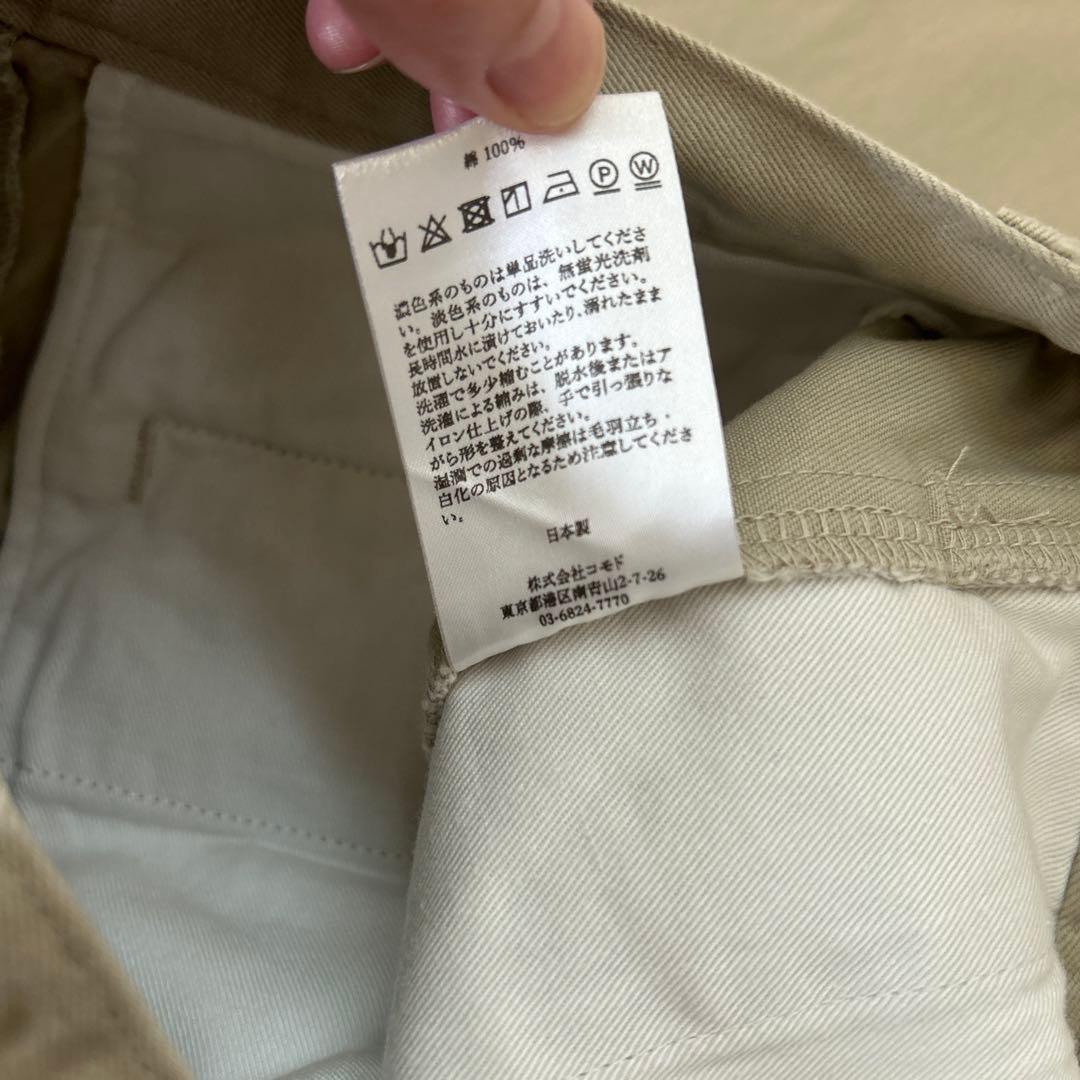 綿 100%
P W
濃色系のものは単品洗いしてくださ
い。淡色系のものは、無蛍光洗剤
を使用し十分にすすいでください。
長時間水に漬けておいたり、濡れたまま
放置しないでください。
洗濯で多少縮むことがあります。
洗濯による縮みは、脱水後またはア
イロン仕上げの際、手で引っ張りな
がら形を整えてください。
湿潤での過剰な摩擦は毛羽立ち・
白化の原因となるため注意してくださ
い。
日本製
株式会社コモド
東京都港区南青山2-7-26
03-6824-7770